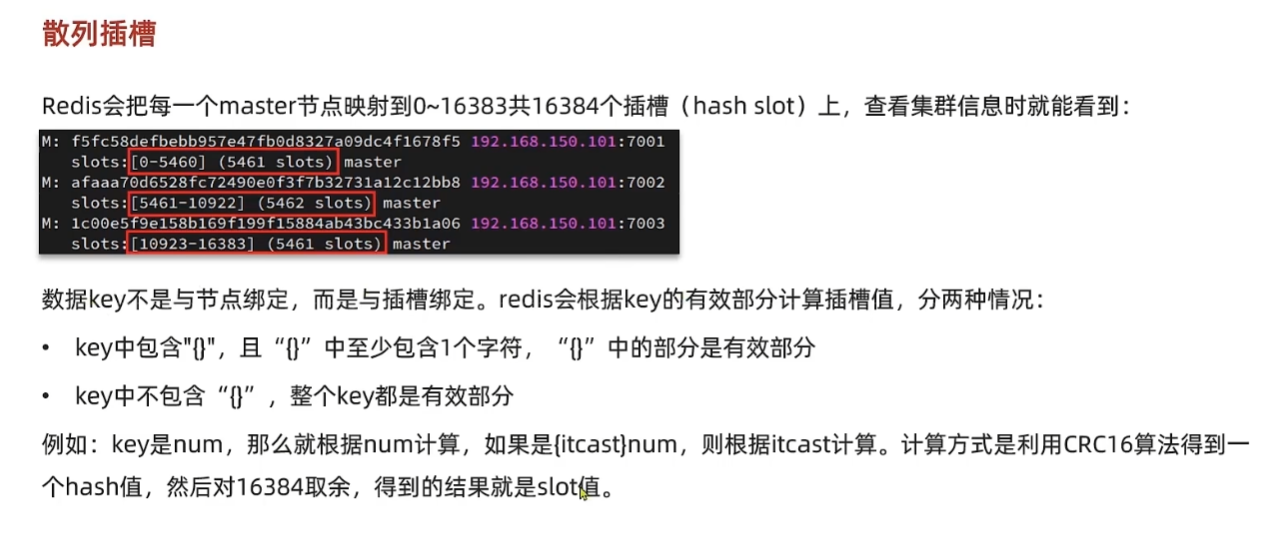 散列插槽
Redis会把每一个master节点映射到0~16383共16384个插槽（hash slot）上，查看集群信息时就能看到：
M: f5fc58defbebb957e47fb0d8327a09dc4f1678f5 192.168.150.101:7001
slots:[0-5460] (5461 slots) master
M: afaaa70d6528fc72490e0f3f7b32731a12c12bb8 192.168.150.101:7002
slots:[5461-10922] (5462 slots) master
M: 1c00e5f9e158b169f199f15884ab43bc433b1a06 192.168.150.101:7003
slots:[10923-16383] (5461 slots) master
数据key不是与节点绑定，而是与插槽绑定。redis会根据key的有效部分计算插槽值，分两种情况：
• key中包含"{}"，且“{}”中至少包含1个字符，“{}”中的部分是有效部分
• key中不包含“{}”，整个key都是有效部分
例如：key是num，那么就根据num计算，如果是{itcast}num，则根据itcast计算。计算方式是利用CRC16算法得到一
个hash值，然后对16384取余，得到的结果就是slot值。